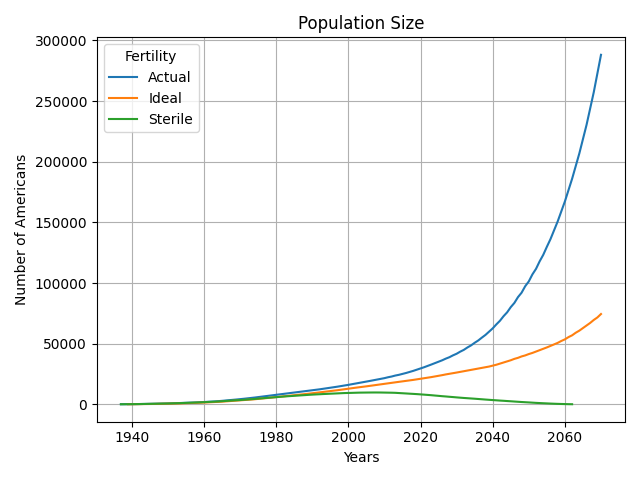 Population Size
300000
250000
200000
150000
100000
50000
0
Number of Americans
Fertility
Actual
Ideal
Sterile
1940 1960 1980 2000 2020 2040 2060
Years